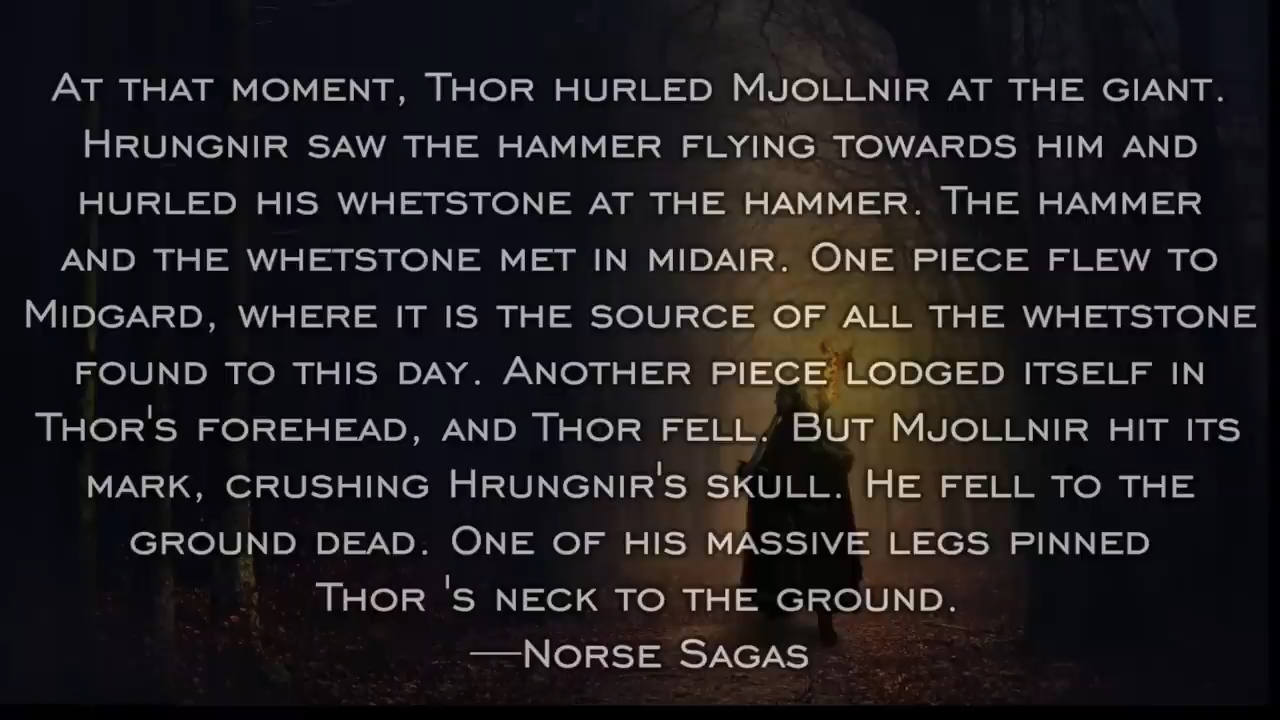 At that moment, Thor hurled Mjollnir at the giant.
Hrungnir saw the hammer flying towards him and
hurled his whetstone at the hammer. The hammer
and the whetstone met in midair. One piece flew to
Midgard, where it is the source of all the whetstone
found to this day. Another piece lodged itself in
Thor's forehead, and Thor fell. But Mjollnir hit its
mark, crushing Hrungnir's skull. He fell to the
ground dead. One of his massive legs pinned
Thor 's neck to the ground.
—Norse Sagas